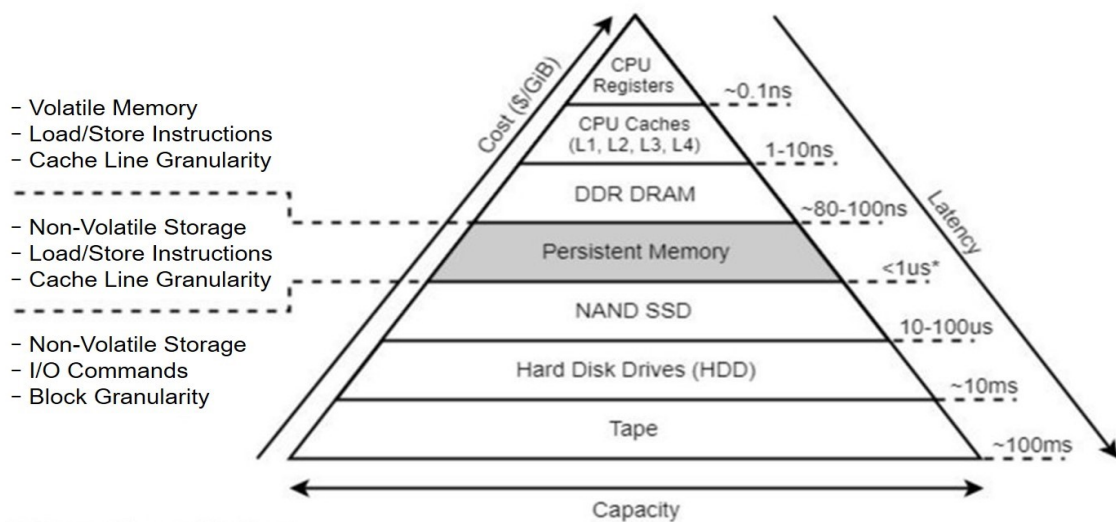 – Volatile Memory
– Load/Store Instructions
– Cache Line Granularity
– Non-Volatile Storage
– Load/Store Instructions
– Cache Line Granularity
– Non-Volatile Storage
– I/O Commands
– Block Granularity
Cost ($/GiB)
CPU
Registers
CPU Caches
(L1, L2, L3, L4)
DDR DRAM
Persistent Memory
NAND SSD
Hard Disk Drives (HDD)
Tape
~0.1ns
1-10ns
~80-100ns
<1us*
10-100us
~10ms
~100ms
Latency
Capacity